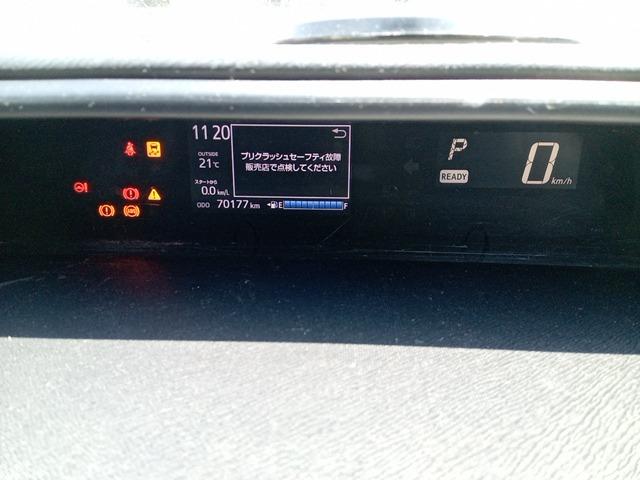 11 20
OUTSIDE
21℃
スタートから
0.0 km/L
ODO 70177 km
E F
プリクラッシュセーフティ故障
販売店で点検してください
P
READY
0 km/h